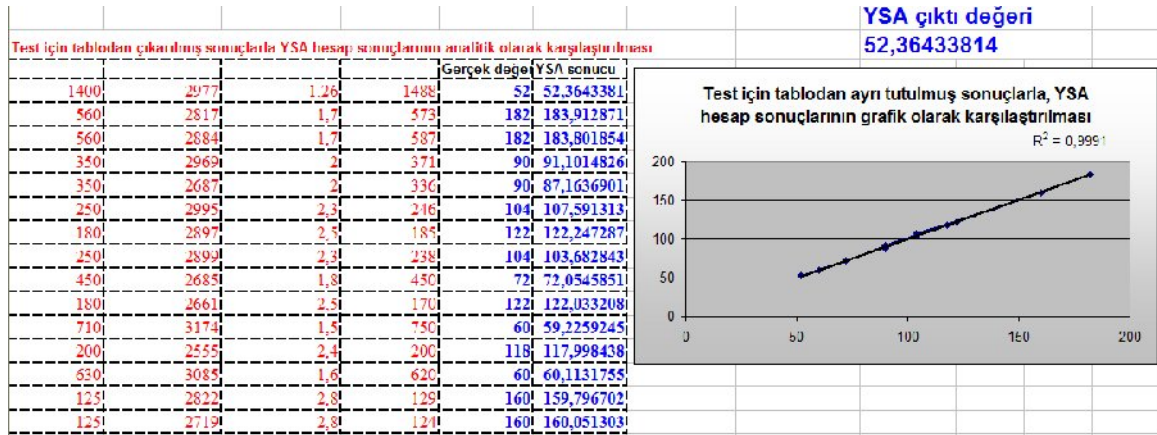 YSA çıktı değeri
52,36433814
Test için tablodan çıkarılmış sonuçlarla YSA hesap sonuçlarının analitik olarak karşılaştırılması
Gerçek değer YSA sonucu
1400 2977 1.26 1488 52 52,3643381
560 2817 1,7 573 182 183,912871
560 2884 1,7 587 182 183,801854
350 2969 2 371 90 91,1014826
350 2687 2 336 90 87,1636901
250 2995 2,3 246 104 107,591313
180 2897 2,5 185 122 122,247287
250 2899 2,3 238 104 103,682843
450 2685 1,8 450 72 72,0545851
180 2661 2,5 170 122 122,033208
710 3174 1,5 750 60 59,2259245
200 2555 2,4 200 118 117,998438
630 3085 1,6 620 60 60,1131755
125 2822 2,8 129 160 159,796702
125 2719 2,8 124 160 160,051303
Test için tablodan ayrı tutulmuş sonuçlarla, YSA
hesap sonuçlarının grafik olarak karşılaştırılması
R² = 0,9991
200
150
100
50
0
0 50 100 150 200